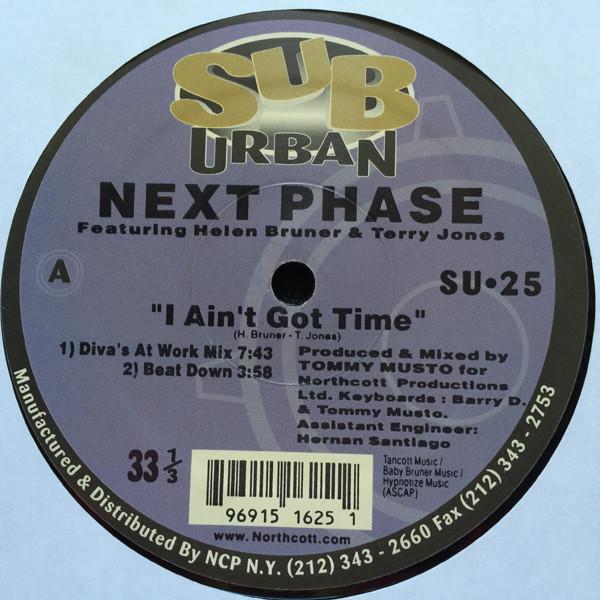 SUB
URBAN
NEXT PHASE
Featuring Helen Bruner & Terry Jones
A
SU•25
"I Ain't Got Time"
(H. Bruner - T. Jones)
1) Diva's At Work Mix 7:43
2) Beat Down 3:58
Produced & Mixed by
TOMMY MUSTO for
Northcott Productions
Ltd. Keyboards : Barry D.
& Tommy Musto.
Assistant Engineer:
Hernan Santiago
33 1/3
96915 1625 1
www.Northcott.com
Tancott Music /
Baby Bruner Music /
Hypnotize Music /
(ASCAP)
Manufactured & Distributed By NCP N.Y. (212) 343 - 2660 Fax (212) 343 - 2753